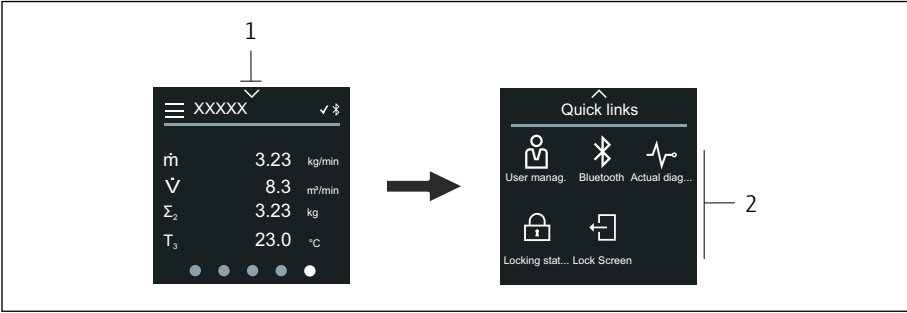 1
XXXXX
ṁ 3.23 kg/min
V̇ 8.3 m³/min
Σ₂ 3.23 kg
T₃ 23.0 °C
Quick links
User manag. Bluetooth Actual diag...
Locking stat... Lock Screen
2